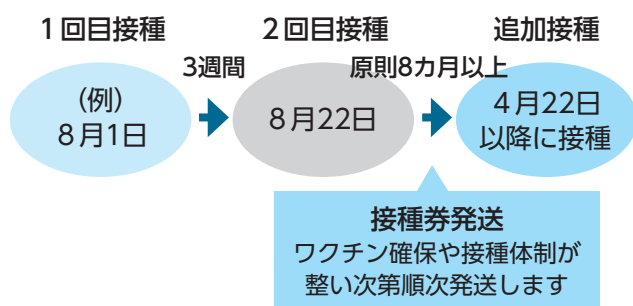 1回目接種
2回目接種
追加接種
3週間
原則8カ月以上
(例)
8月1日
8月22日
4月22日
以降に接種
接種券発送
ワクチン確保や接種体制が
整い次第順次発送します